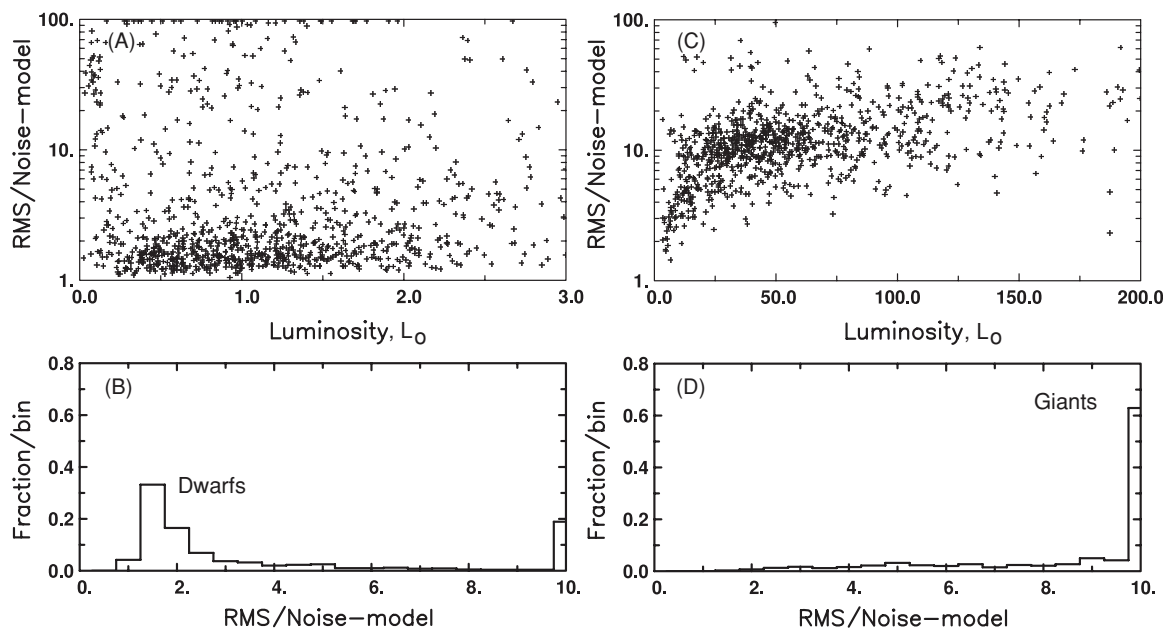 100.
(A)
RMS/Noise-model
10.
1.
0.0
1.0
2.0
3.0
Luminosity, Lo
100.
(C)
RMS/Noise-model
10.
1.
0.0
50.0
100.0
150.0
200.0
Luminosity, Lo
0.8
(B)
Fraction/bin
0.6
0.4
Dwarfs
0.2
0.0
0.
2.
4.
6.
8.
10.
RMS/Noise-model
0.8
(D)
Giants
Fraction/bin
0.6
0.4
0.2
0.0
0.
2.
4.
6.
8.
10.
RMS/Noise-model